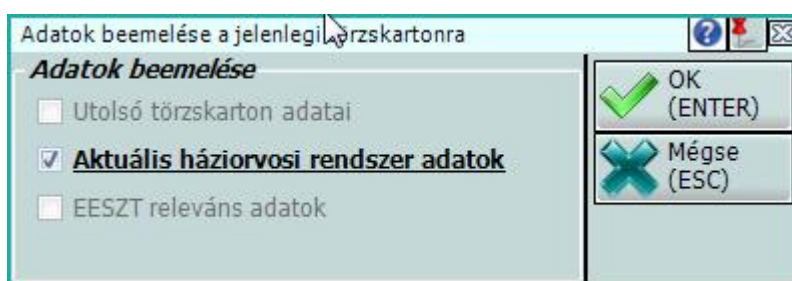 Adatok beemelése a jelenlegi törzskartonra
Adatok beemelése
Utolsó törzskarton adatai
Aktuális háziorvosi rendszer adatok
EESZT releváns adatok
OK
(ENTER)
Mégse
(ESC)